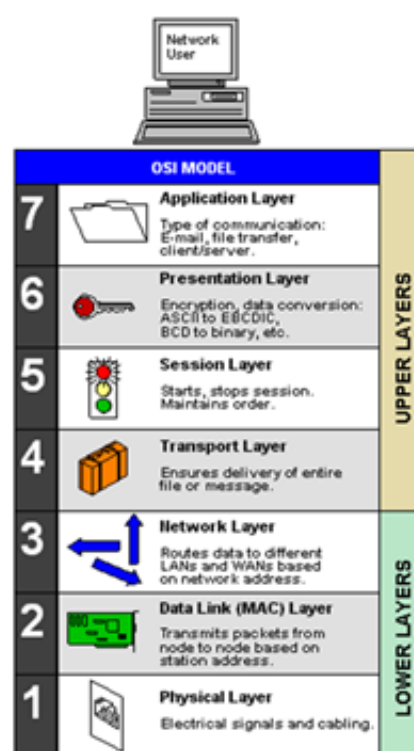 Network
User
OSI MODEL
7
Application Layer
Type of communication:
E-mail, file transfer,
client/server.
6
Presentation Layer
Encryption, data conversion:
ASCII to EBCDIC,
BCD to binary, etc.
5
Session Layer
Starts, stops session.
Maintains order.
4
Transport Layer
Ensures delivery of entire
file or message.
3
Network Layer
Routes data to different
LANs and WANs based
on network address.
2
Data Link (MAC) Layer
Transmits packets from
node to node based on
station address.
1
Physical Layer
Electrical signals and cabling.
UPPER LAYERS
LOWER LAYERS